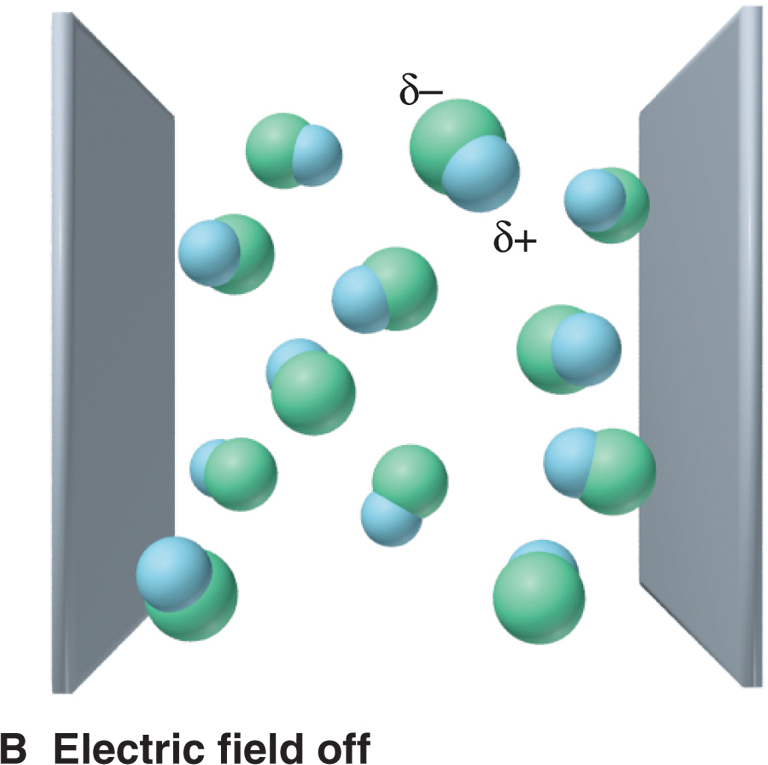 δ−
δ+
B Electric field off